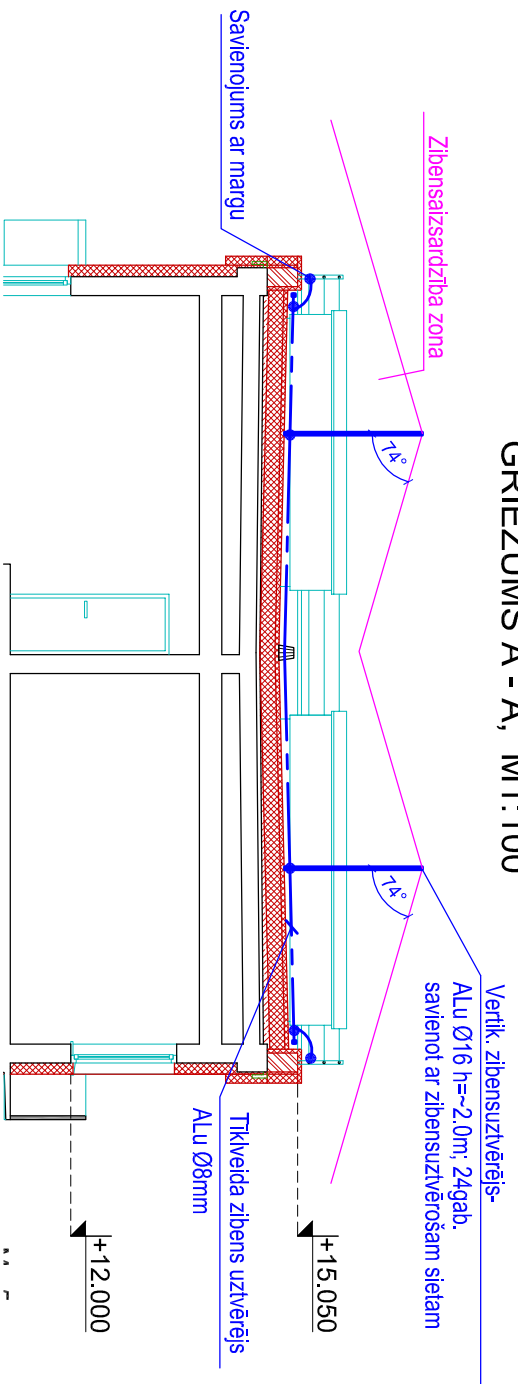 GRIEZUMS A - A, M1:100
Vertik. zibensuztvērējs-
ALu Ø16 h=~2.0m; 24gab.
savienot ar zibensuztvērošam sietam
Zibensaizsardzība zona
Savienojums ar margu
74°
74°
+15.050
Tīklveida zibens uztvērējs
ALu Ø8mm
+12.000